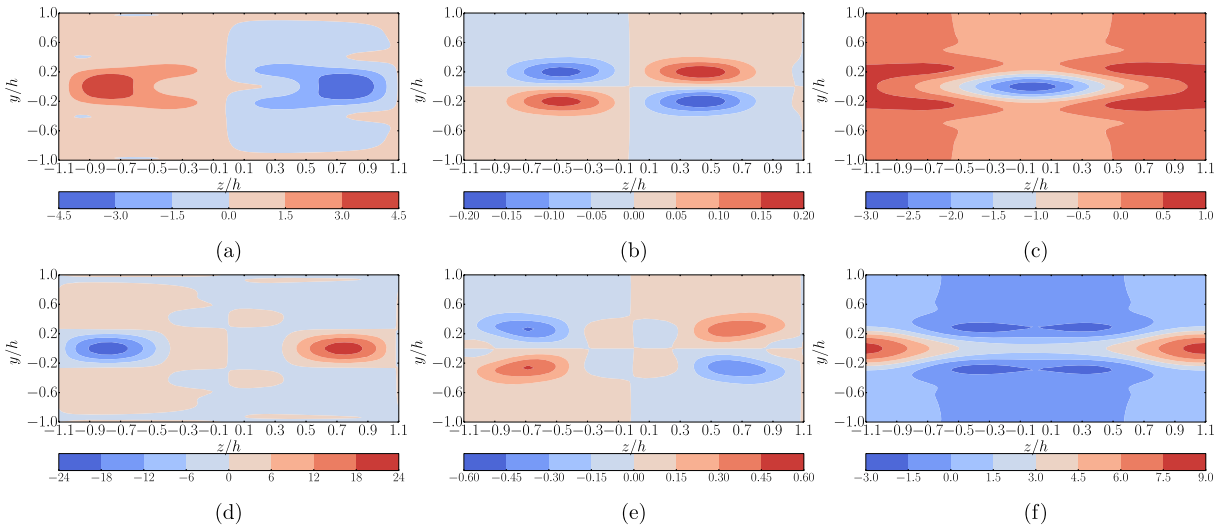 1.0 0.6 0.2 −0.2 −0.6 −1.0 y/h
−1.1 −0.9 −0.7 −0.5 −0.3 −0.1 0.1 0.3 0.5 0.7 0.9 1.1
z/h
−4.5 −3.0 −1.5 0.0 1.5 3.0 4.5
(a)
1.0 0.6 0.2 −0.2 −0.6 −1.0 y/h
−1.1 −0.9 −0.7 −0.5 −0.3 −0.1 0.1 0.3 0.5 0.7 0.9 1.1
z/h
−0.20 −0.15 −0.10 −0.05 0.00 0.05 0.10 0.15 0.20
(b)
1.0 0.6 0.2 −0.2 −0.6 −1.0 y/h
−1.1 −0.9 −0.7 −0.5 −0.3 −0.1 0.1 0.3 0.5 0.7 0.9 1.1
z/h
−3.0 −2.5 −2.0 −1.5 −1.0 −0.5 0.0 0.5 1.0
(c)
1.0 0.6 0.2 −0.2 −0.6 −1.0 y/h
−1.1 −0.9 −0.7 −0.5 −0.3 −0.1 0.1 0.3 0.5 0.7 0.9 1.1
z/h
−24 −18 −12 −6 0 6 12 18 24
(d)
1.0 0.6 0.2 −0.2 −0.6 −1.0 y/h
−1.1 −0.9 −0.7 −0.5 −0.3 −0.1 0.1 0.3 0.5 0.7 0.9 1.1
z/h
−0.60 −0.45 −0.30 −0.15 0.00 0.15 0.30 0.45 0.60
(e)
1.0 0.6 0.2 −0.2 −0.6 −1.0 y/h
−1.1 −0.9 −0.7 −0.5 −0.3 −0.1 0.1 0.3 0.5 0.7 0.9 1.1
z/h
−3.0 −1.5 0.0 1.5 3.0 4.5 6.0 7.5 9.0
(f)